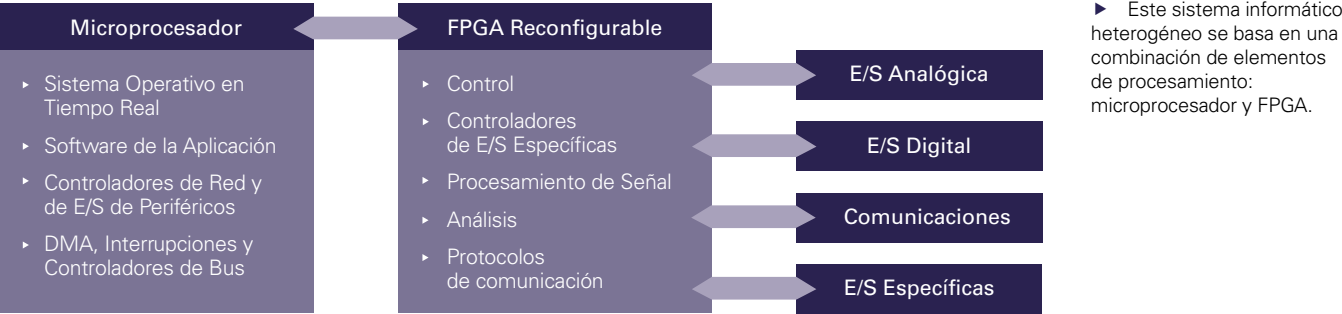 Microprocesador
▸ Sistema Operativo en
Tiempo Real
▸ Software de la Aplicación
▸ Controladores de Red y
de E/S de Periféricos
▸ DMA, Interrupciones y
Controladores de Bus
FPGA Reconfigurable
▸ Control
▸ Controladores
de E/S Específicas
▸ Procesamiento de Señal
▸ Análisis
▸ Protocolos
de comunicación
E/S Analógica
E/S Digital
Comunicaciones
E/S Específicas
▶ Este sistema informático
heterogéneo se basa en una
combinación de elementos
de procesamiento:
microprocesador y FPGA.